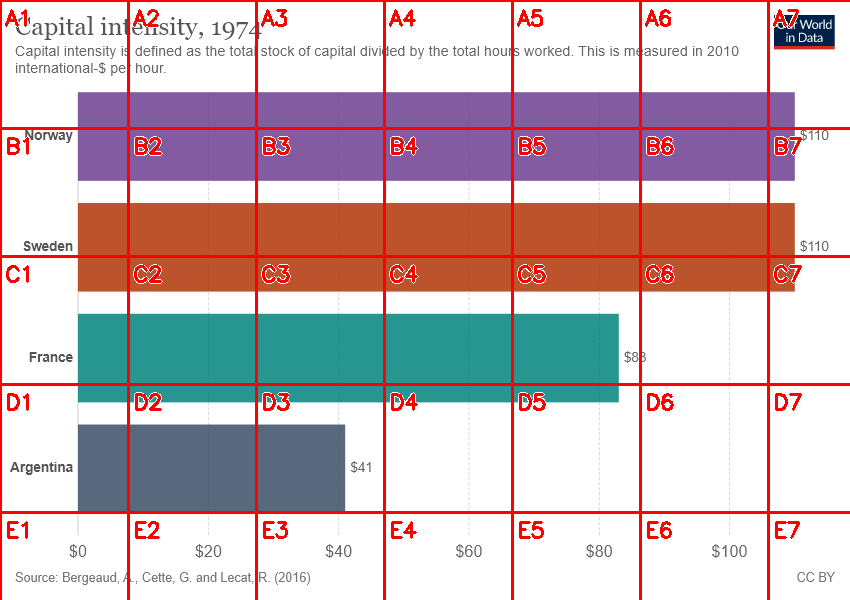 A1 A2 A3 A4 A5 A6 A7
Capital intensity, 1974
Our World
in Data
Capital intensity is defined as the total stock of capital divided by the total hours worked. This is measured in 2010
international-$ per hour.
Norway $110
B1 B2 B3 B4 B5 B6 B7
Sweden $110
C1 C2 C3 C4 C5 C6 C7
France $83
D1 D2 D3 D4 D5 D6 D7
Argentina $41
E1 E2 E3 E4 E5 E6 E7
$0 $20 $40 $60 $80 $100
Source: Bergeaud, A., Cette, G. and Lecat, R. (2016) CC BY